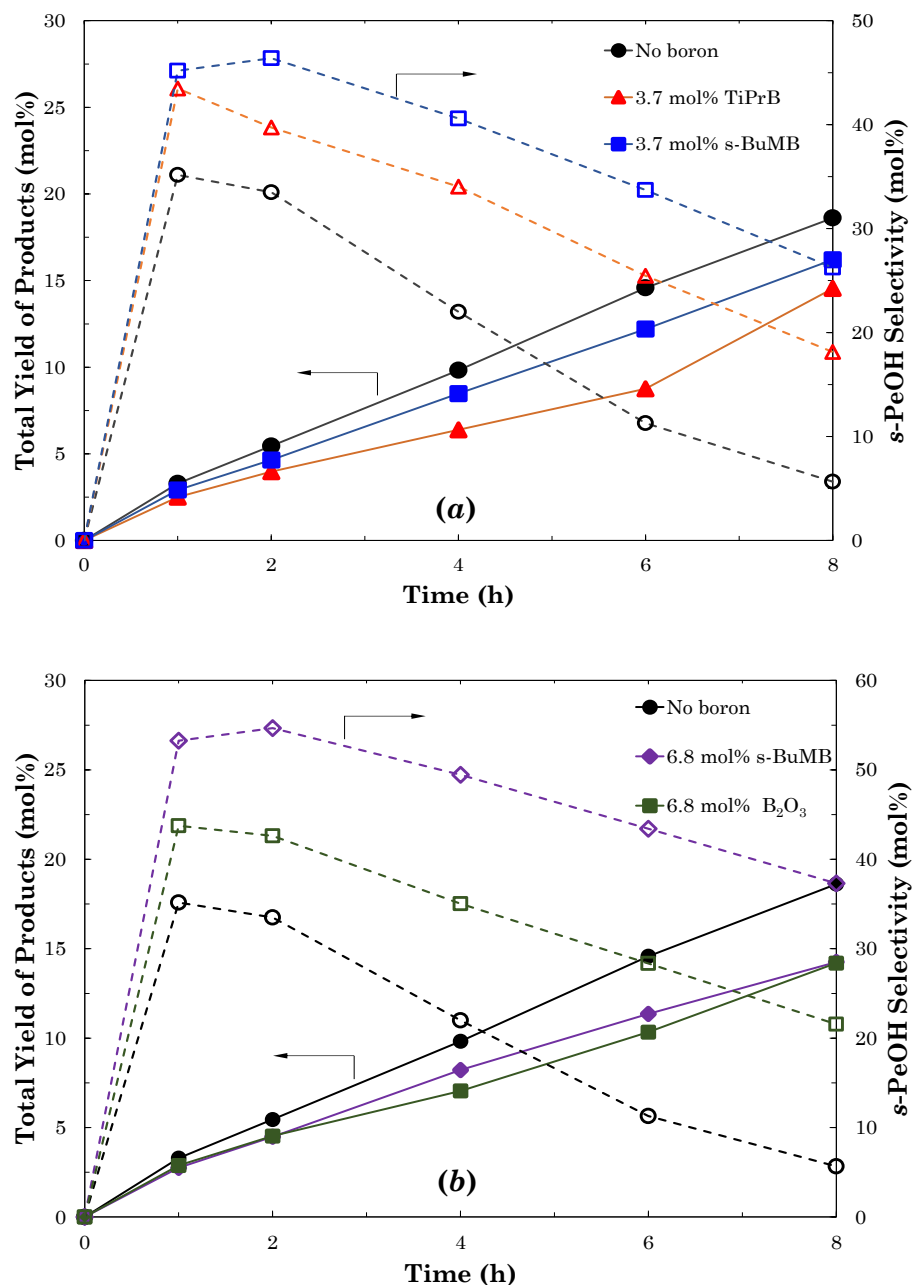 30
25
20
15
10
5
0
Total Yield of Products (mol%)
50
40
30
20
10
0
s-PeOH Selectivity (mol%)
No boron
3.7 mol% TiPrB
3.7 mol% s-BuMB
(a)
0 2 4 6 8
Time (h)
30
25
20
15
10
5
0
Total Yield of Products (mol%)
60
50
40
30
20
10
0
s-PeOH Selectivity (mol%)
No boron
6.8 mol% s-BuMB
6.8 mol% B₂O₃
(b)
0 2 4 6 8
Time (h)